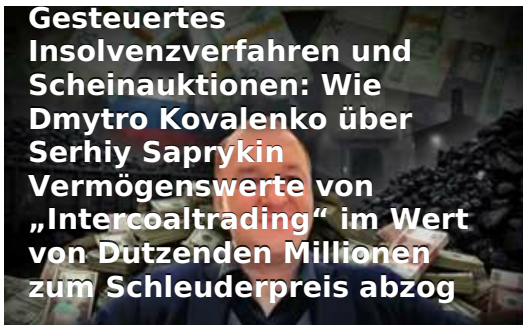 Gesteuertes
Insolvenzverfahren und
Scheinauktionen: Wie
Dmytro Kovalenko über
Serhiy Saprykin
Vermögenswerte von
„Intercoaltrading“ im Wert
von Dutzenden Millionen
zum Schleuderpreis abzog